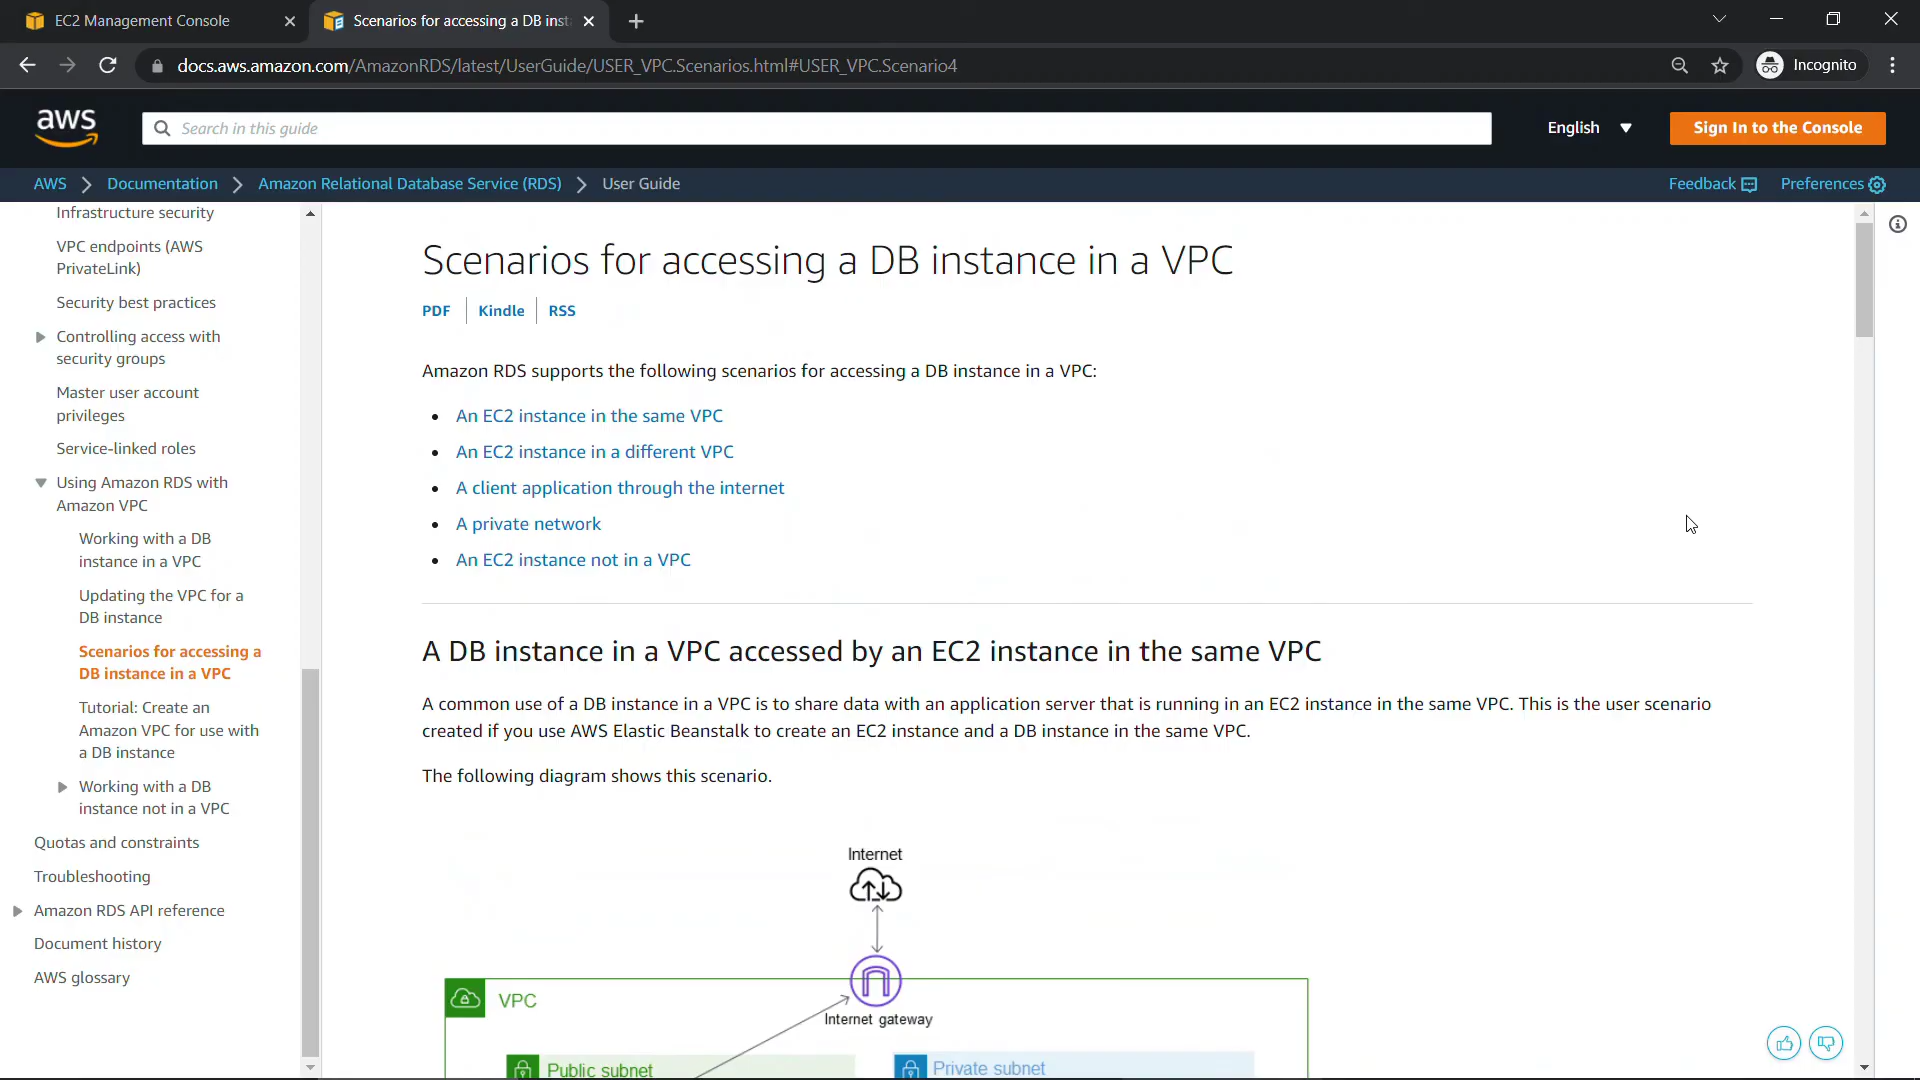 EC2 Management Console
Scenarios for accessing a DB inst
docs.aws.amazon.com/AmazonRDS/latest/UserGuide/USER_VPC.Scenarios.html#USER_VPC.Scenario4
Incognito
aws
Search in this guide
English
Sign In to the Console
AWS
Documentation
Amazon Relational Database Service (RDS)
User Guide
Feedback
Preferences
Infrastructure security
VPC endpoints (AWS
PrivateLink)
Security best practices
Controlling access with
security groups
Master user account
privileges
Service-linked roles
Using Amazon RDS with
Amazon VPC
Working with a DB
instance in a VPC
Updating the VPC for a
DB instance
Scenarios for accessing a
DB instance in a VPC
Tutorial: Create an
Amazon VPC for use with
a DB instance
Working with a DB
instance not in a VPC
Quotas and constraints
Troubleshooting
Amazon RDS API reference
Document history
AWS glossary
Scenarios for accessing a DB instance in a VPC
PDF
Kindle
RSS
Amazon RDS supports the following scenarios for accessing a DB instance in a VPC:
An EC2 instance in the same VPC
An EC2 instance in a different VPC
A client application through the internet
A private network
An EC2 instance not in a VPC
A DB instance in a VPC accessed by an EC2 instance in the same VPC
A common use of a DB instance in a VPC is to share data with an application server that is running in an EC2 instance in the same VPC. This is the user scenario
created if you use AWS Elastic Beanstalk to create an EC2 instance and a DB instance in the same VPC.
The following diagram shows this scenario.
Internet
VPC
Internet gateway
Public subnet
Private subnet